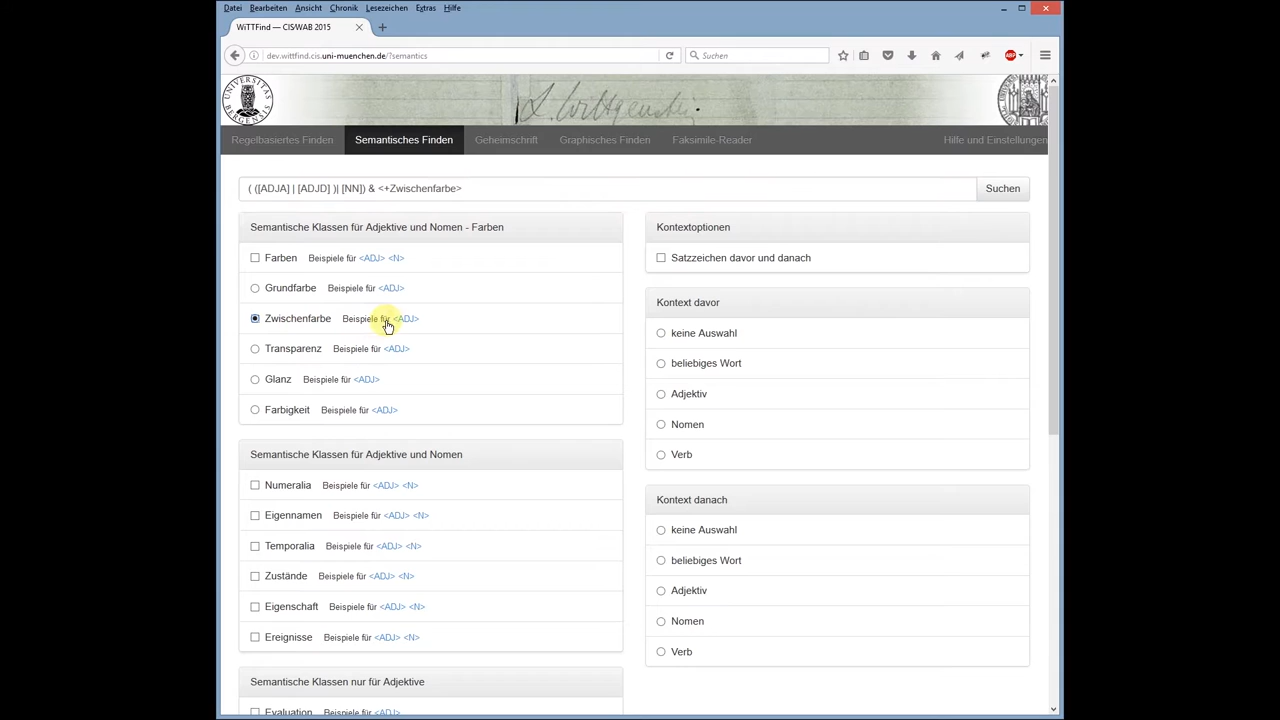 Datei Bearbeiten Ansicht Chronik Lesezeichen Extras Hilfe
WiTTFind — CIS/WAB 2015
dev.wittfind.cis.uni-muenchen.de/?semantics
Suchen
ABP
UNIVERSITAS BERGENSIS
L. Wittgenstein
Regelbasiertes Finden Semantisches Finden Geheimschrift Graphisches Finden Faksimile-Reader Hilfe und Einstellungen
( ([ADJA] | [ADJD] )| [NN]) & <+Zwischenfarbe>
Suchen
Semantische Klassen für Adjektive und Nomen - Farben
Farben Beispiele für <ADJ> <N>
Grundfarbe Beispiele für <ADJ>
Zwischenfarbe Beispiele für <ADJ>
Transparenz Beispiele für <ADJ>
Glanz Beispiele für <ADJ>
Farbigkeit Beispiele für <ADJ>
Semantische Klassen für Adjektive und Nomen
Numeralia Beispiele für <ADJ> <N>
Eigennamen Beispiele für <ADJ> <N>
Temporalia Beispiele für <ADJ> <N>
Zustände Beispiele für <ADJ> <N>
Eigenschaft Beispiele für <ADJ> <N>
Ereignisse Beispiele für <ADJ> <N>
Semantische Klassen nur für Adjektive
Evaluation Beispiele für <ADJ>
Kontextoptionen
Satzzeichen davor und danach
Kontext davor
keine Auswahl
beliebiges Wort
Adjektiv
Nomen
Verb
Kontext danach
keine Auswahl
beliebiges Wort
Adjektiv
Nomen
Verb